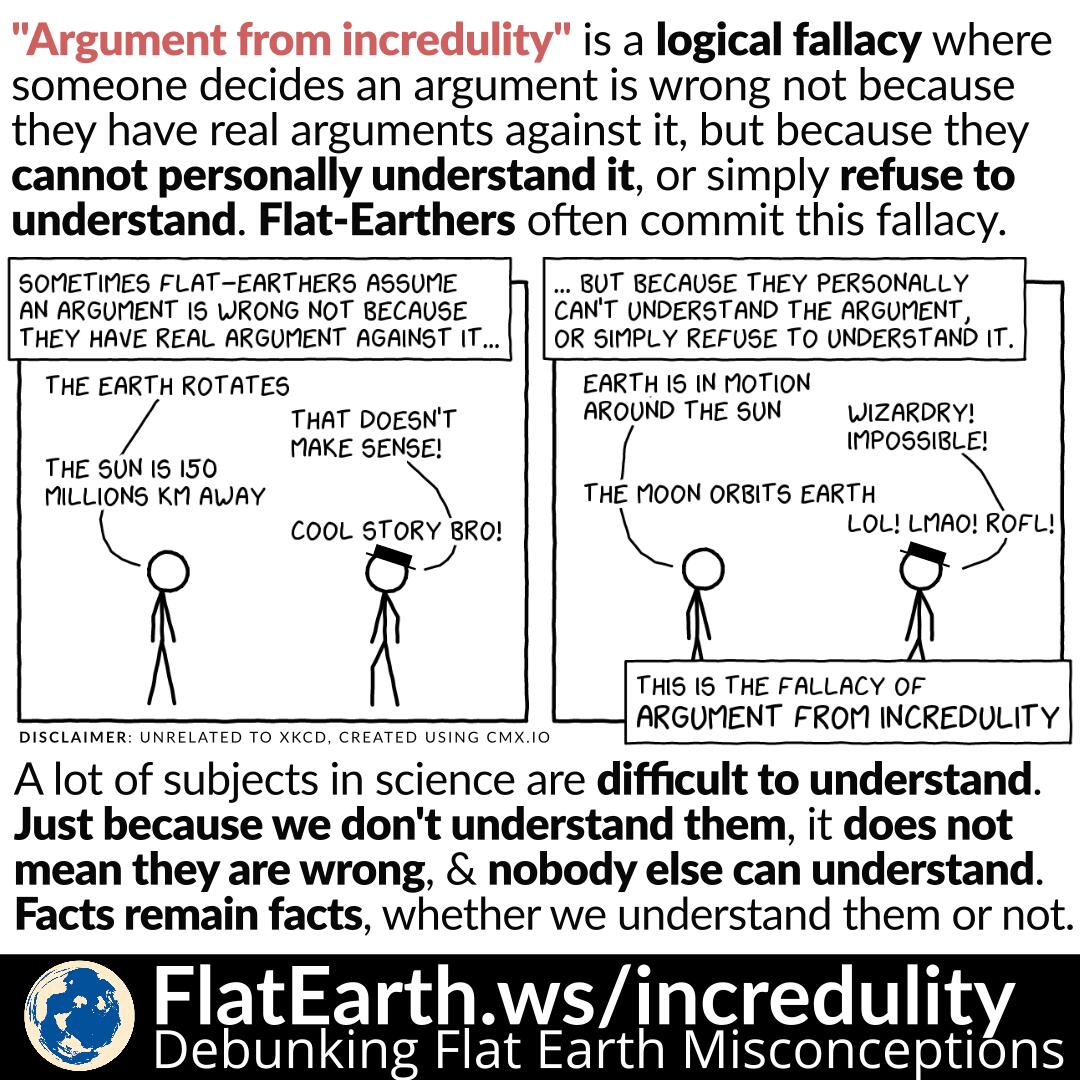 "Argument from incredulity" is a logical fallacy where
someone decides an argument is wrong not because
they have real arguments against it, but because they
cannot personally understand it, or simply refuse to
understand. Flat-Earthers often commit this fallacy.
SOMETIMES FLAT-EARTHERS ASSUME
AN ARGUMENT IS WRONG NOT BECAUSE
THEY HAVE REAL ARGUMENT AGAINST IT...
THE EARTH ROTATES
THAT DOESN'T
MAKE SENSE!
THE SUN IS 150
MILLIONS KM AWAY
COOL STORY BRO!
... BUT BECAUSE THEY PERSONALLY
CAN'T UNDERSTAND THE ARGUMENT,
OR SIMPLY REFUSE TO UNDERSTAND IT.
EARTH IS IN MOTION
AROUND THE SUN
WIZARDRY!
IMPOSSIBLE!
THE MOON ORBITS EARTH
LOL! LMAO! ROFL!
THIS IS THE FALLACY OF
ARGUMENT FROM INCREDULITY
DISCLAIMER: UNRELATED TO XKCD, CREATED USING CMX.IO
A lot of subjects in science are difficult to understand.
Just because we don't understand them, it does not
mean they are wrong, & nobody else can understand.
Facts remain facts, whether we understand them or not.
FlatEarth.ws/incredulity
Debunking Flat Earth Misconceptions